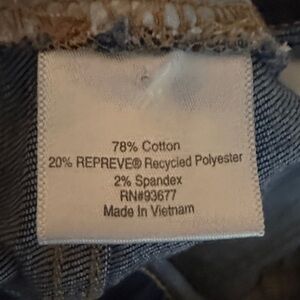 78% Cotton
20% REPREVE® Recycled Polyester
2% Spandex
RN#93677
Made In Vietnam